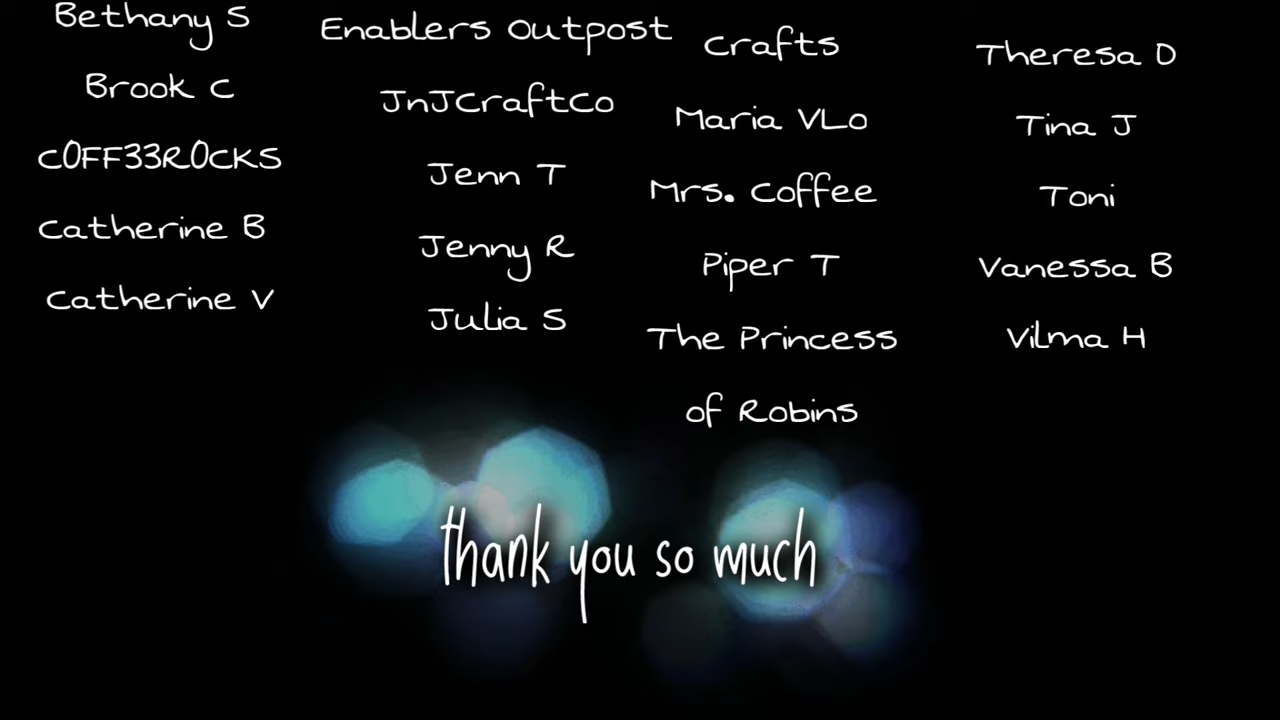 Bethany S
Brook C
C0FF33R0CKS
Catherine B
Catherine V
Enablers Outpost
JnJCraftCo
Jenn T
Jenny R
Julia S
Crafts
Maria VLo
Mrs. Coffee
Piper T
The Princess
of Robins
Theresa D
Tina J
Toni
Vanessa B
Vilma H
thank you so much